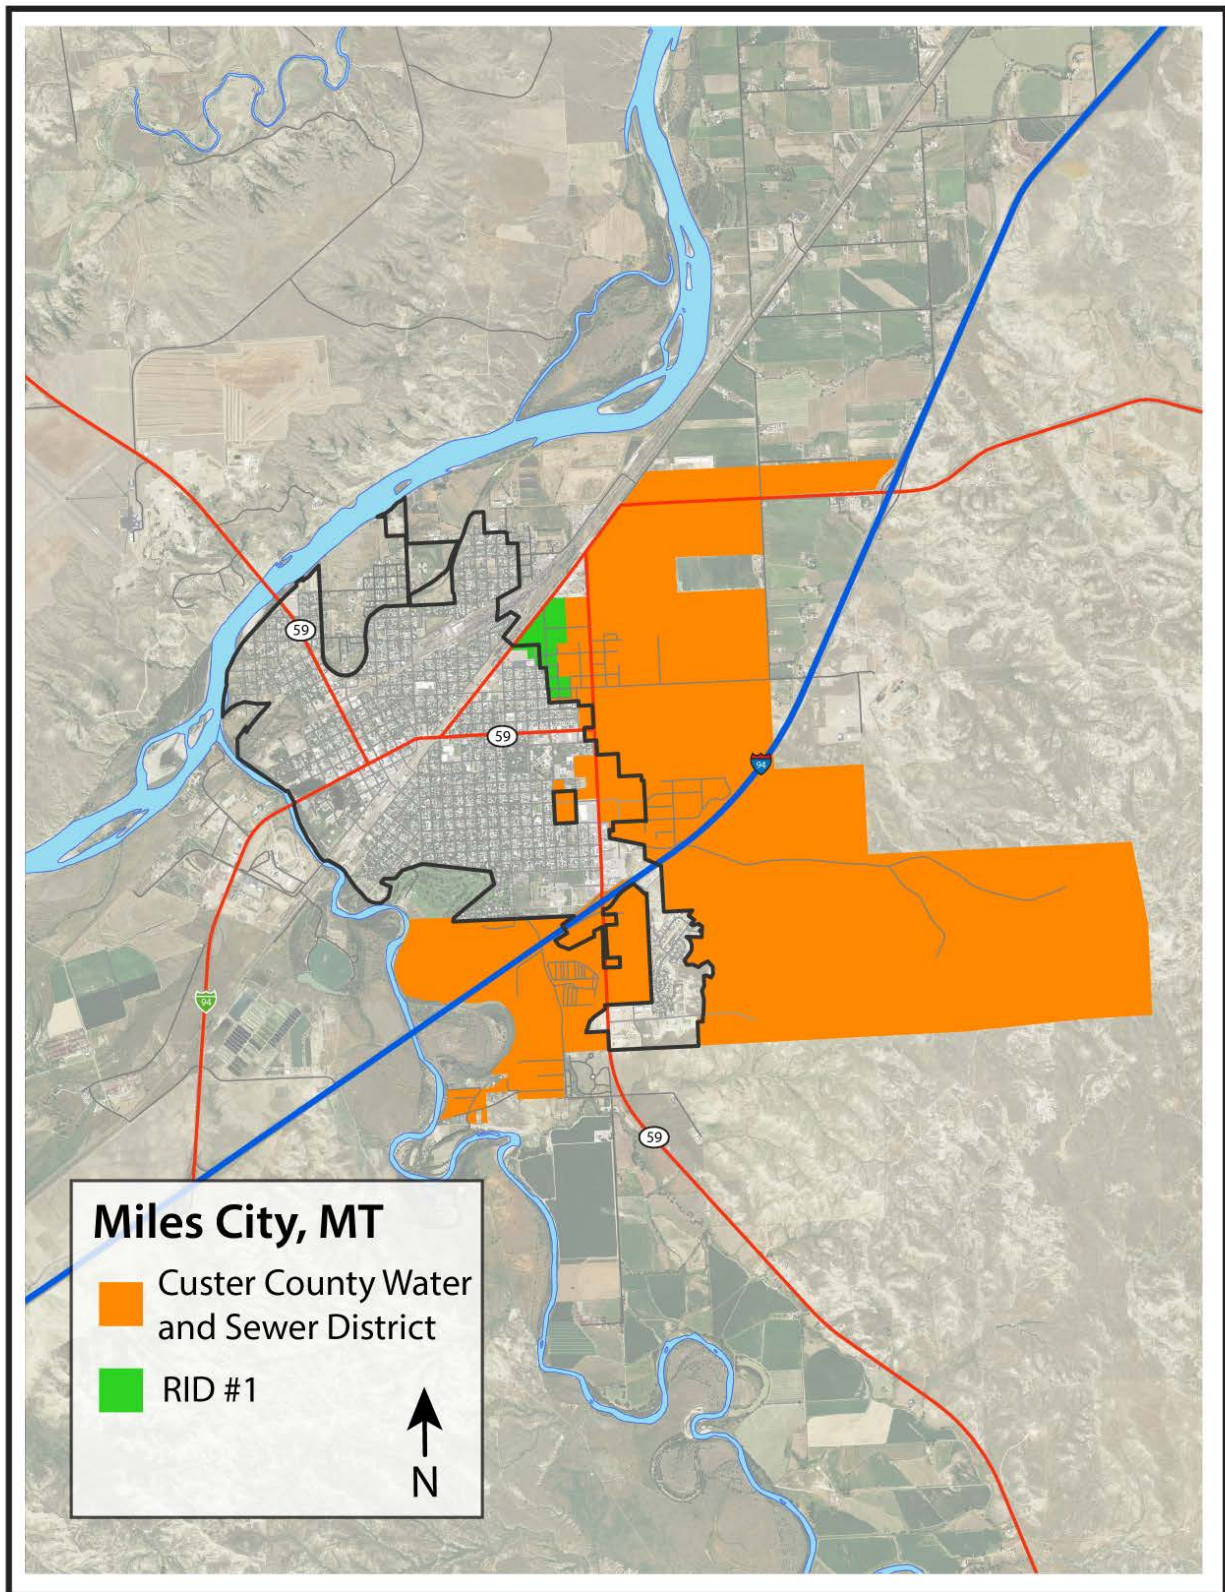 59
59
94
94
59
Miles City, MT
Custer County Water
and Sewer District
RID #1
N